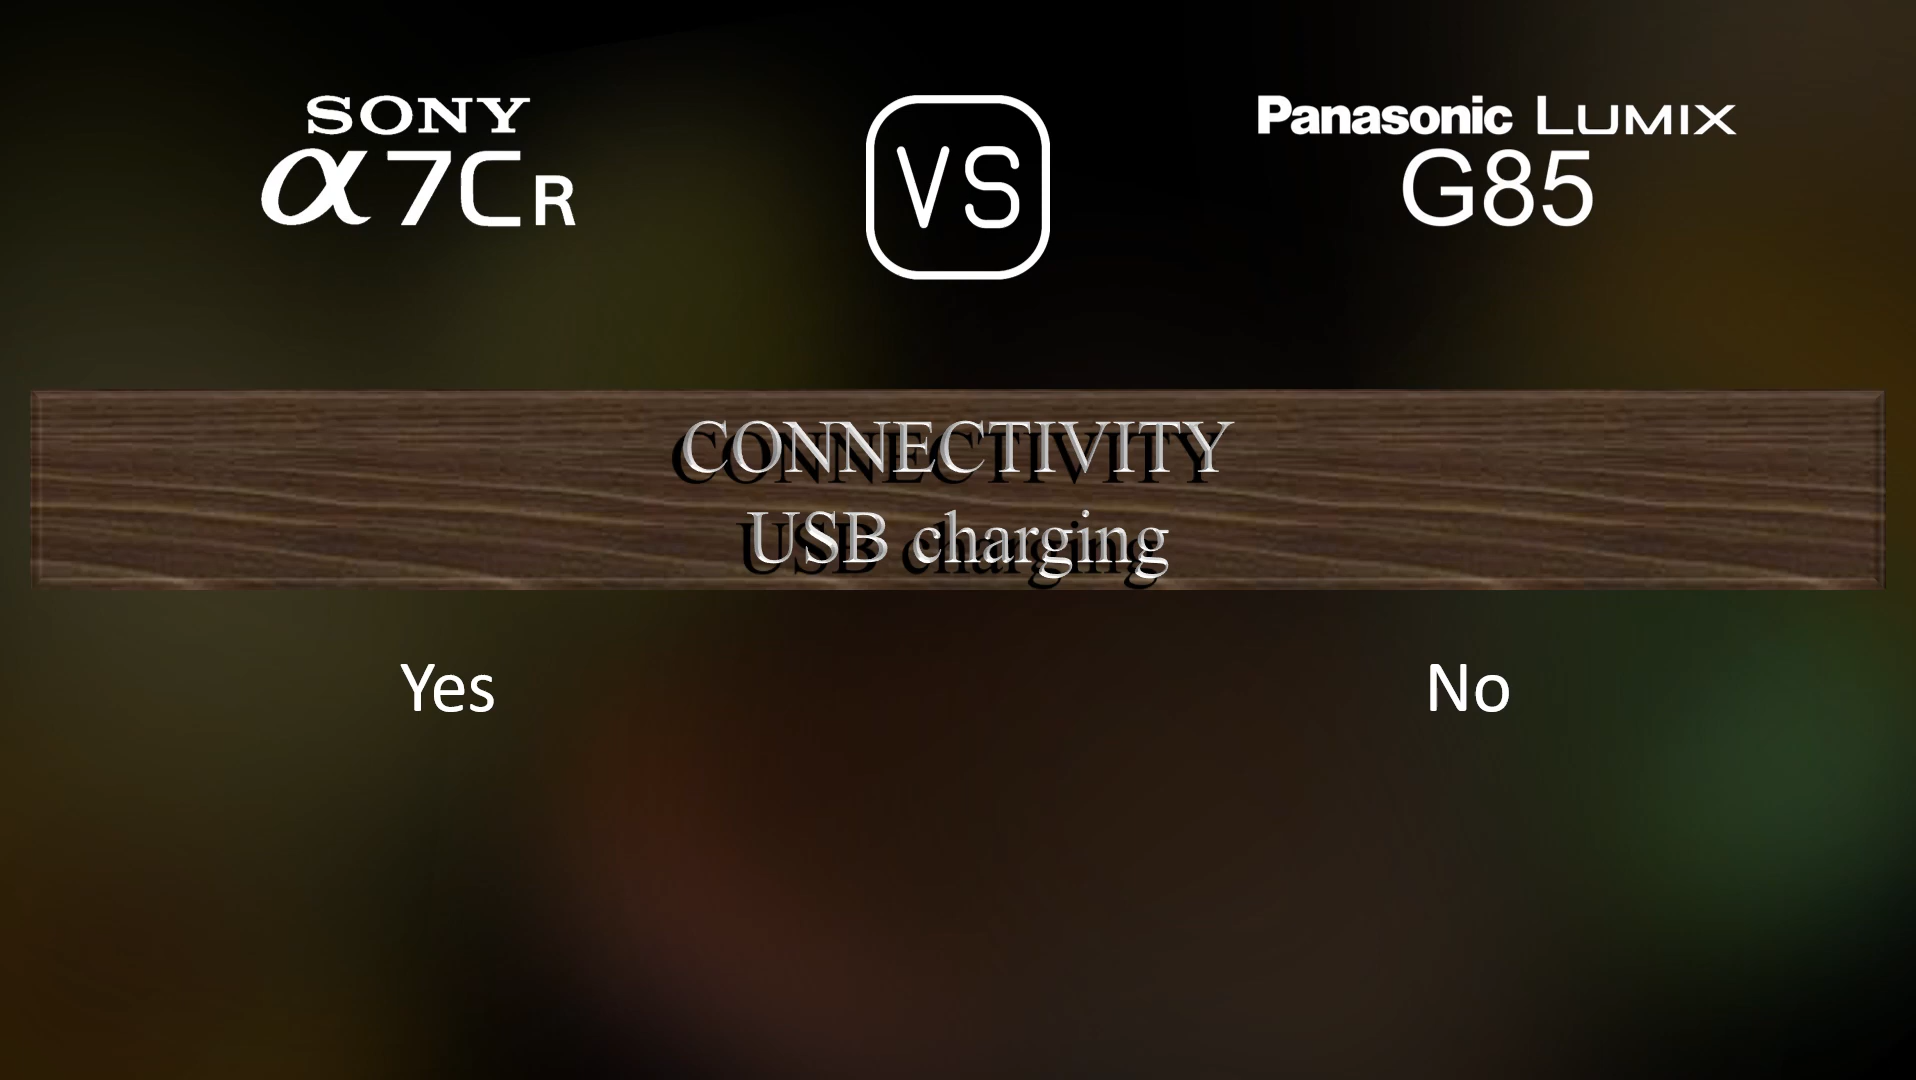 SONY
α7CR
VS
Panasonic LUMIX
G85
CONNECTIVITY
USB charging
Yes
No